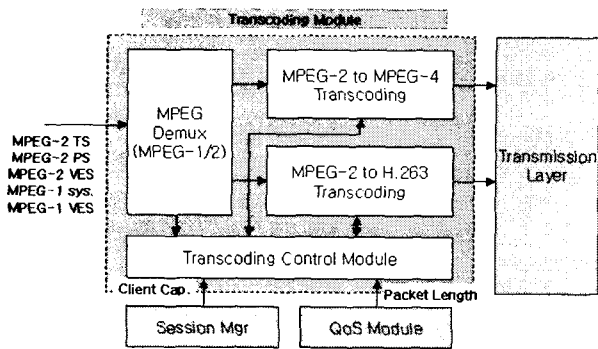 Transcoding Module
MPEG-2 to MPEG-4
Transcoding
MPEG
Demux
(MPEG-1/2)
MPEG-2 TS
MPEG-2 PS
MPEG-2 VES
MPEG-1 sys.
MPEG-1 VES
MPEG-2 to H.263
Transcoding
Transmission
Layer
Transcoding Control Module
Client Cap.
Packet Length
Session Mgr
QoS Module